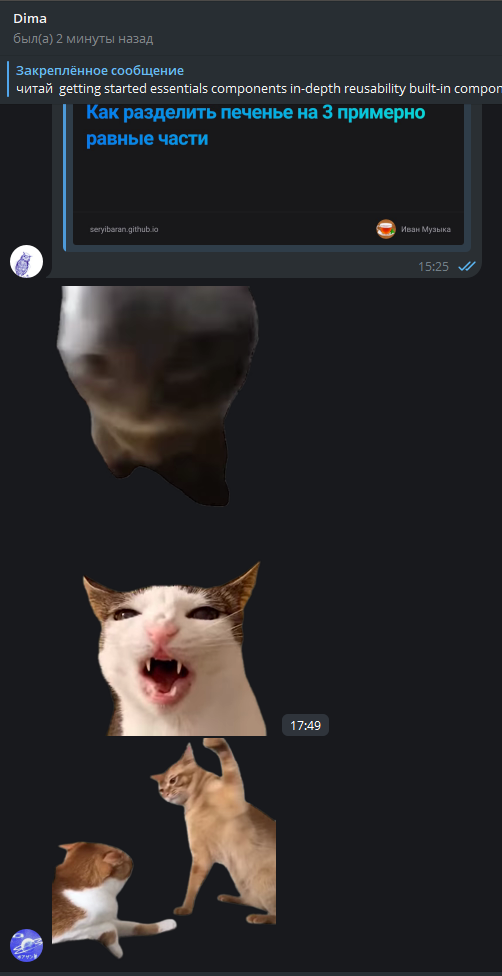 Dima
был(а) 2 минуты назад
Закреплённое сообщение
читай getting started essentials components in-depth reusability built-in compon
Как разделить печенье на 3 примерно
равные части
seryibaran.github.io
Иван Музыка
15:25
17:49